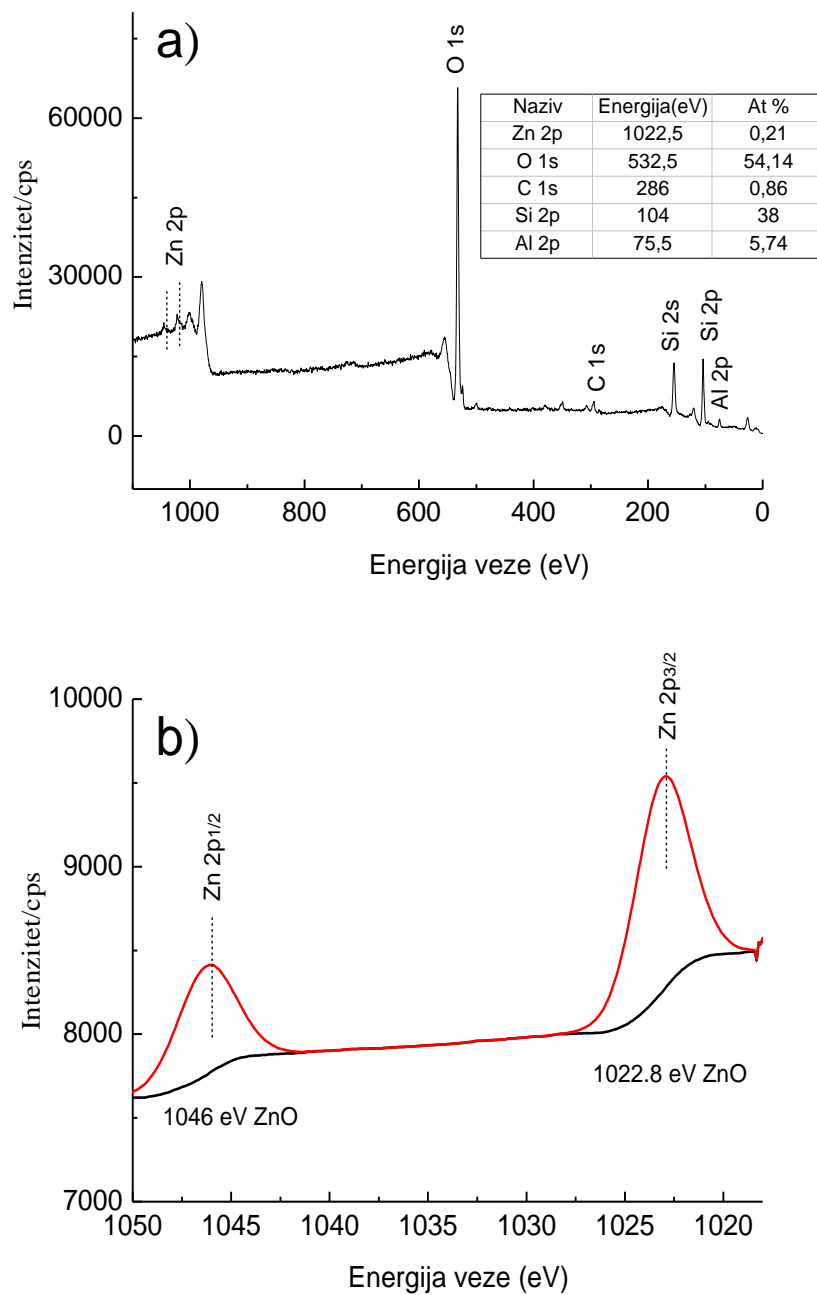 a)
O 1s
Zn 2p
Naziv Energija(eV) At %
Zn 2p 1022,5 0,21
O 1s 532,5 54,14
C 1s 286 0,86
Si 2p 104 38
Al 2p 75,5 5,74
C 1s
Si 2s
Si 2p
Al 2p
Intenzitet/cps
60000
30000
0
1000 800 600 400 200 0
Energija veze (eV)
b)
Zn 2p1/2
Zn 2p3/2
Intenzitet/cps
10000
9000
8000
7000
1046 eV ZnO
1022.8 eV ZnO
1050 1045 1040 1035 1030 1025 1020
Energija veze (eV)